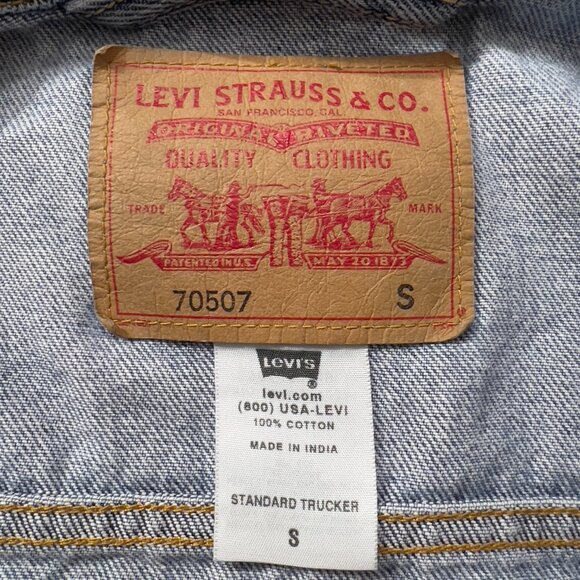 LEVI STRAUSS & CO.
SAN FRANCISCO, CAL.
ORIGINAL RIVETED
QUALITY CLOTHING
TRADE MARK
PATENTED IN U.S. MAY 20 1873
70507 S
Levi's
®
levi.com
(800) USA-LEVI
100% COTTON
MADE IN INDIA
STANDARD TRUCKER
S